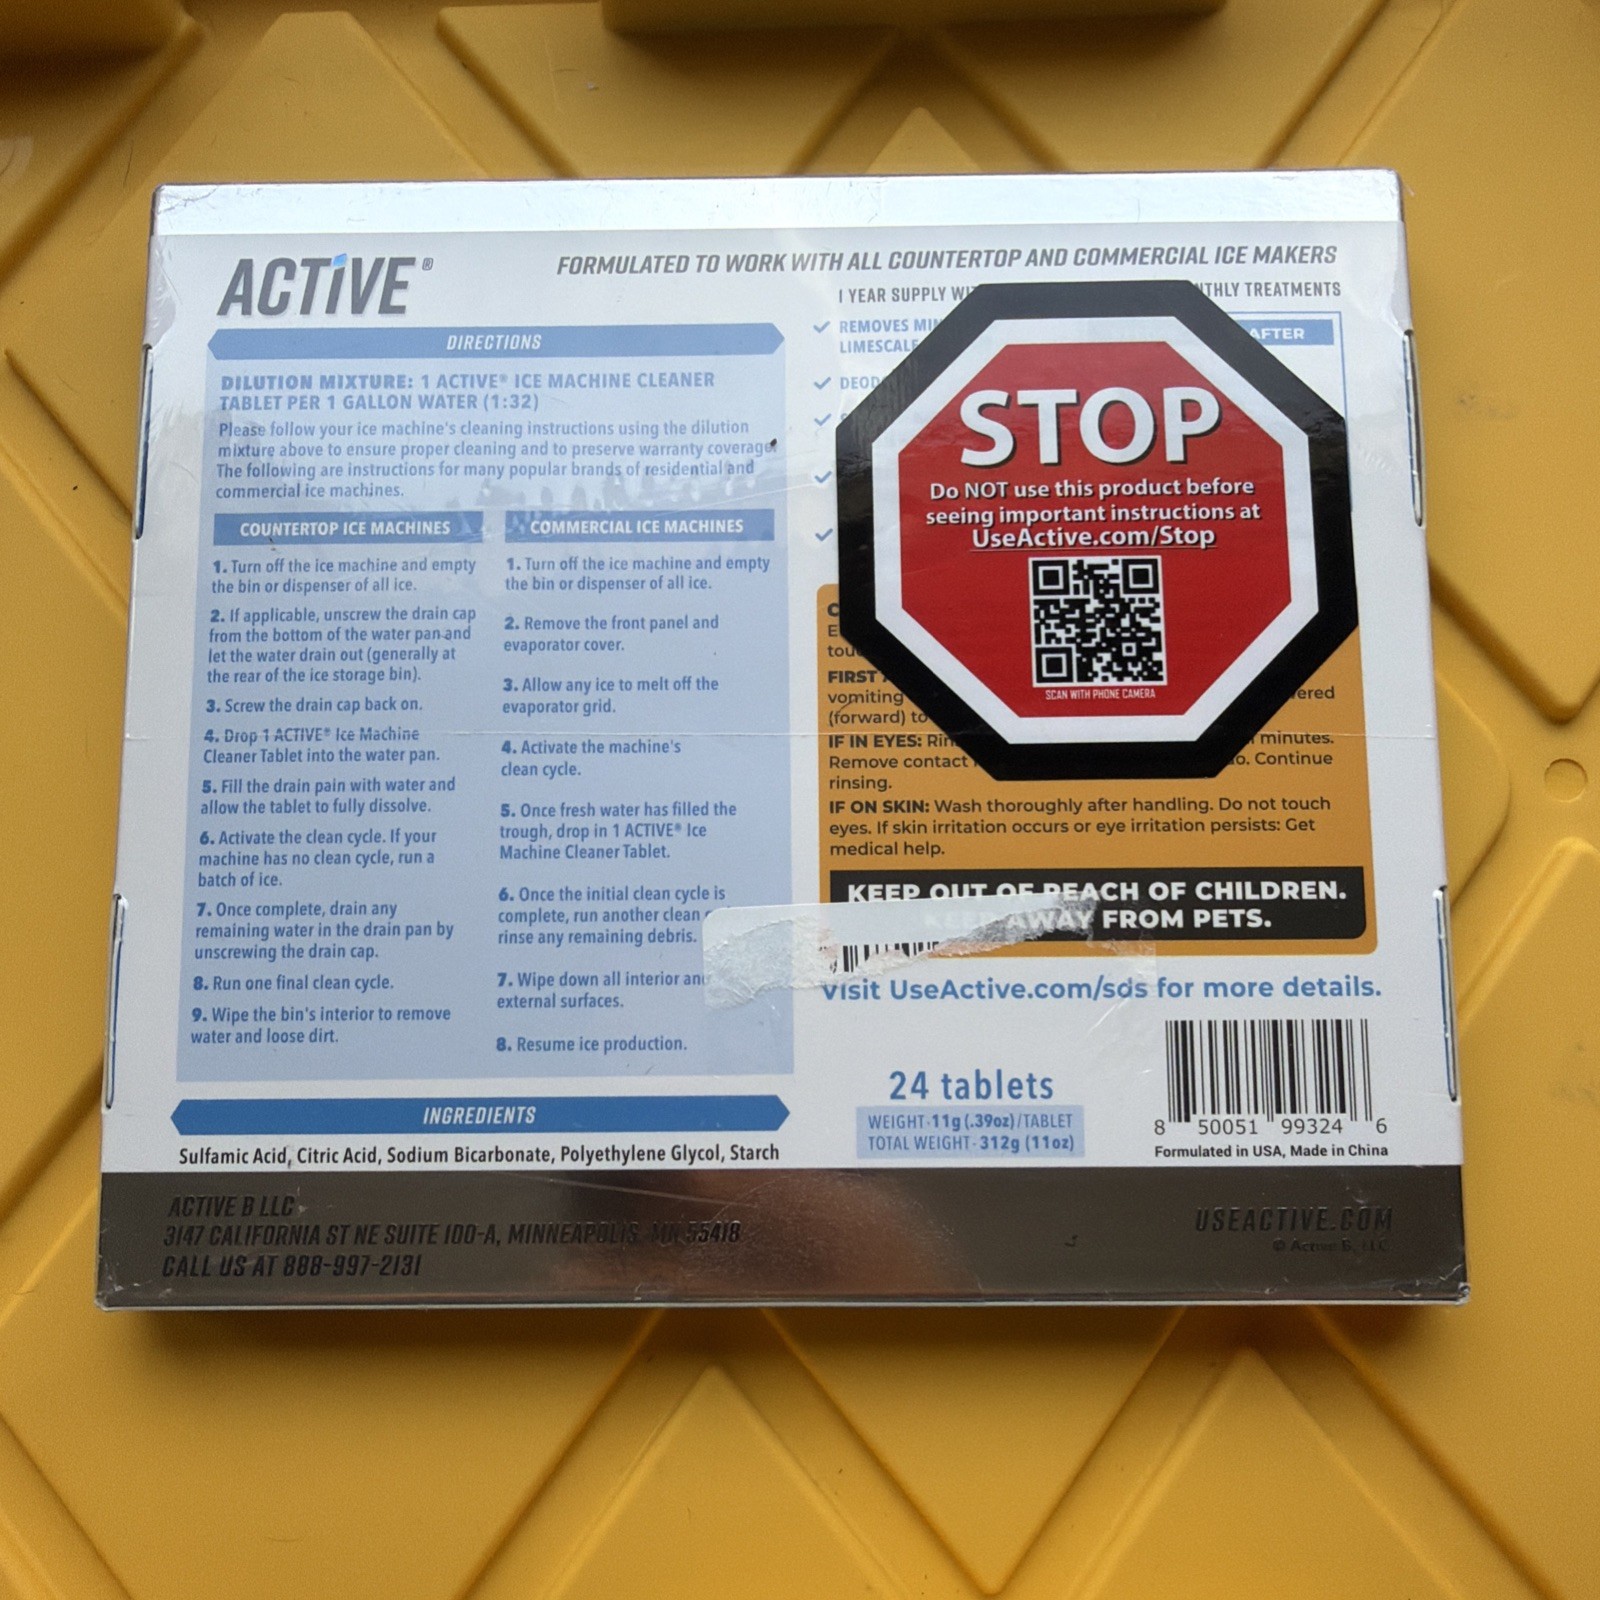 ACTIVE®
FORMULATED TO WORK WITH ALL COUNTERTOP AND COMMERCIAL ICE MAKERS
1 YEAR SUPPLY
THLY TREATMENTS
DIRECTIONS
DILUTION MIXTURE: 1 ACTIVE® ICE MACHINE CLEANER
TABLET PER 1 GALLON WATER (1:32)
Please follow your ice machine's cleaning instructions using the dilution
mixture above to ensure proper cleaning and to preserve warranty coverage.
The following are instructions for many popular brands of residential and
commercial ice machines.
COUNTERTOP ICE MACHINES
1. Turn off the ice machine and empty
the bin or dispenser of all ice.
2. If applicable, unscrew the drain cap
from the bottom of the water pan and
let the water drain out (generally at
the rear of the ice storage bin).
3. Screw the drain cap back on.
4. Drop 1 ACTIVE® Ice Machine
Cleaner Tablet into the water pan.
5. Fill the drain pain with water and
allow the tablet to fully dissolve.
6. Activate the clean cycle. If your
machine has no clean cycle, run a
batch of ice.
7. Once complete, drain any
remaining water in the drain pan by
unscrewing the drain cap.
8. Run one final clean cycle.
9. Wipe the bin's interior to remove
water and loose dirt.
COMMERCIAL ICE MACHINES
1. Turn off the ice machine and empty
the bin or dispenser of all ice.
2. Remove the front panel and
evaporator cover.
3. Allow any ice to melt off the
evaporator grid.
4. Activate the machine's
clean cycle.
5. Once fresh water has filled the
trough, drop in 1 ACTIVE® Ice
Machine Cleaner Tablet.
6. Once the initial clean cycle is
complete, run another clean
rinse any remaining debris.
7. Wipe down all interior and
external surfaces.
8. Resume ice production.
INGREDIENTS
Sulfamic Acid, Citric Acid, Sodium Bicarbonate, Polyethylene Glycol, Starch
REMOVES
LIMESCALE
AFTER
STOP
Do NOT use this product before
seeing important instructions at
UseActive.com/Stop
SCAN WITH PHONE CAMERA
FIRST
vomiting
(forward) to
IF IN EYES:
minutes.
Remove contact
Continue
rinsing.
IF ON SKIN: Wash thoroughly after handling. Do not touch
eyes. If skin irritation occurs or eye irritation persists: Get
medical help.
KEEP OUT OF REACH OF CHILDREN.
KEEP AWAY FROM PETS.
Visit UseActive.com/sds for more details.
24 tablets
WEIGHT-11g (.39oz)/TABLET
TOTAL WEIGHT-312g (11oz)
8 50051 99324 6
Formulated in USA, Made in China
ACTIVE B LLC
3147 CALIFORNIA ST NE SUITE 100-A, MINNEAPOLIS, MN 55418
CALL US AT 888-997-2131
USEACTIVE.COM
© Active B, LLC